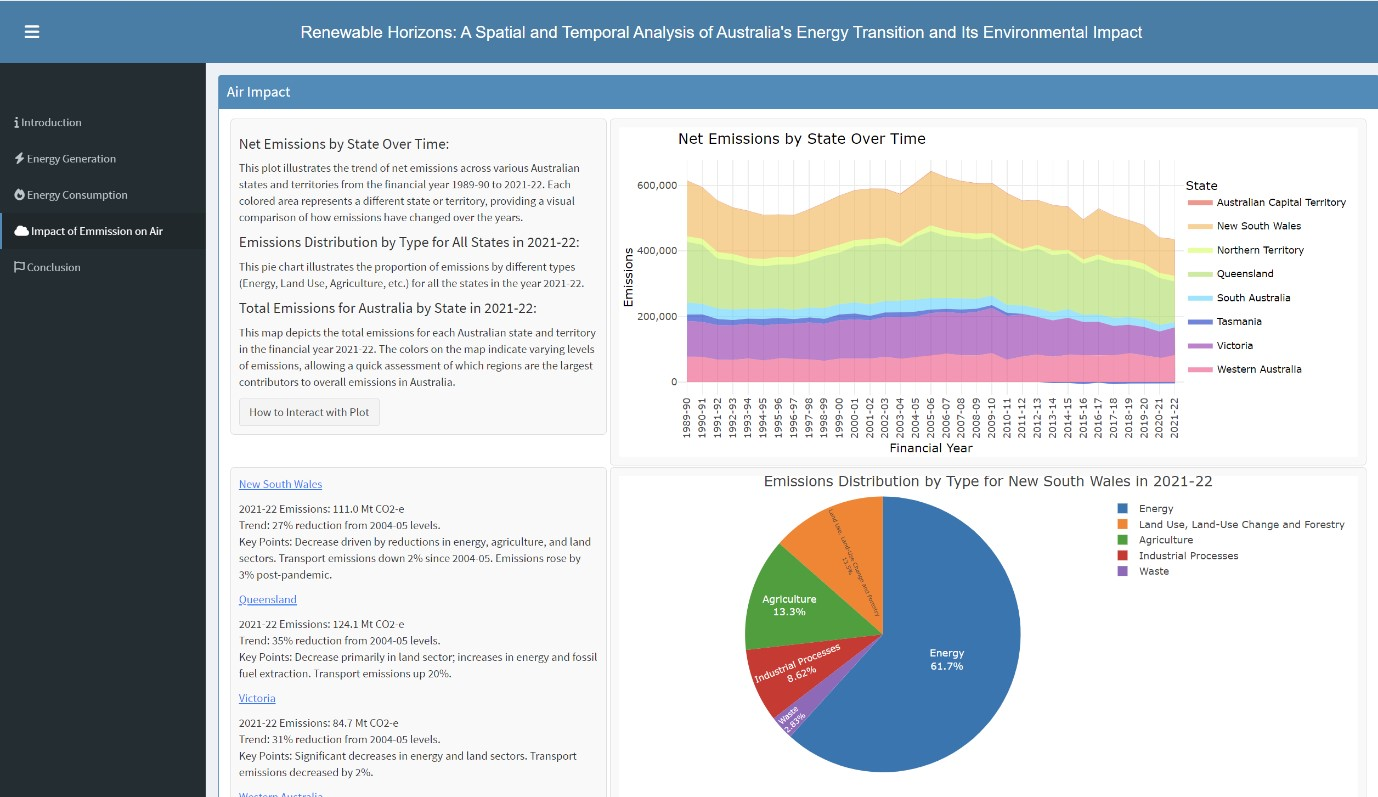 Renewable Horizons: A Spatial and Temporal Analysis of Australia's Energy Transition and Its Environmental Impact
Introduction
Energy Generation
Energy Consumption
Impact of Emmission on Air
Conclusion
Air Impact
Net Emissions by State Over Time:
This plot illustrates the trend of net emissions across various Australian
states and territories from the financial year 1989-90 to 2021-22. Each
colored area represents a different state or territory, providing a visual
comparison of how emissions have changed over the years.
Emissions Distribution by Type for All States in 2021-22:
This pie chart illustrates the proportion of emissions by different types
(Energy, Land Use, Agriculture, etc.) for all the states in the year 2021-22.
Total Emissions for Australia by State in 2021-22:
This map depicts the total emissions for each Australian state and territory
in the financial year 2021-22. The colors on the map indicate varying levels
of emissions, allowing a quick assessment of which regions are the largest
contributors to overall emissions in Australia.
How to Interact with Plot
Net Emissions by State Over Time
600,000
400,000
200,000
0
Emissions
1989-90
1990-91
1991-92
1992-93
1993-94
1994-95
1995-96
1996-97
1997-98
1998-99
1999-00
2000-01
2001-02
2002-03
2003-04
2004-05
2005-06
2006-07
2007-08
2008-09
2009-10
2010-11
2011-12
2012-13
2013-14
2014-15
2015-16
2016-17
2017-18
2018-19
2019-20
2020-21
2021-22
Financial Year
State
Australian Capital Territory
New South Wales
Northern Territory
Queensland
South Australia
Tasmania
Victoria
Western Australia
New South Wales
2021-22 Emissions: 111.0 Mt CO2-e
Trend: 27% reduction from 2004-05 levels.
Key Points: Decrease driven by reductions in energy, agriculture, and land
sectors. Transport emissions down 2% since 2004-05. Emissions rose by
3% post-pandemic.
Queensland
2021-22 Emissions: 124.1 Mt CO2-e
Trend: 35% reduction from 2004-05 levels.
Key Points: Decrease primarily in land sector; increases in energy and fossil
fuel extraction. Transport emissions up 20%.
Victoria
2021-22 Emissions: 84.7 Mt CO2-e
Trend: 31% reduction from 2004-05 levels.
Key Points: Significant decreases in energy and land sectors. Transport
emissions decreased by 2%.
Western Australia
Emissions Distribution by Type for New South Wales in 2021-22
Land Use, Land-Use Change and Forestry
Agriculture
13.3%
Industrial Processes
8.62%
Waste
2.83%
Energy
61.7%
Energy
Land Use, Land-Use Change and Forestry
Agriculture
Industrial Processes
Waste